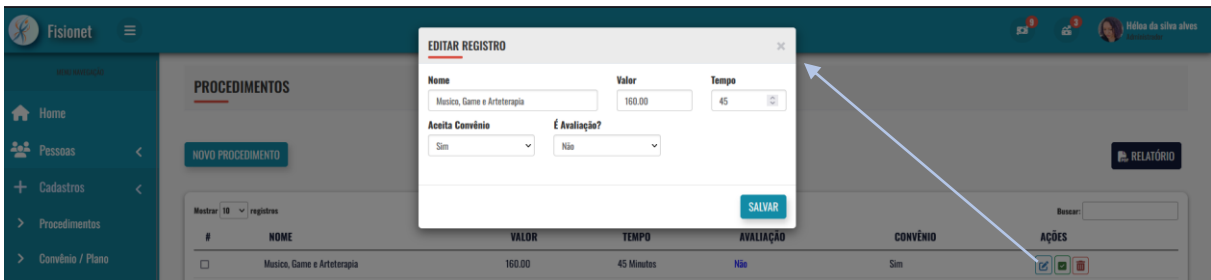 Fisionet
9
3
Héloa da silva alves
EDITAR REGISTRO
×
Nome
Valor
Tempo
Musico, Game e Arteterapia
160.00
45
Aceita Convênio
É Avaliação?
Sim
Não
SALVAR
PROCEDIMENTOS
Home
Pessoas
Cadastros
Procedimentos
Convênio / Plano
NOVO PROCEDIMENTO
RELATÓRIO
Mostrar 10 registros
Buscar:
# NOME VALOR TEMPO AVALIAÇÃO CONVÊNIO AÇÕES
Musico, Game e Arteterapia 160.00 45 Minutos Não Sim